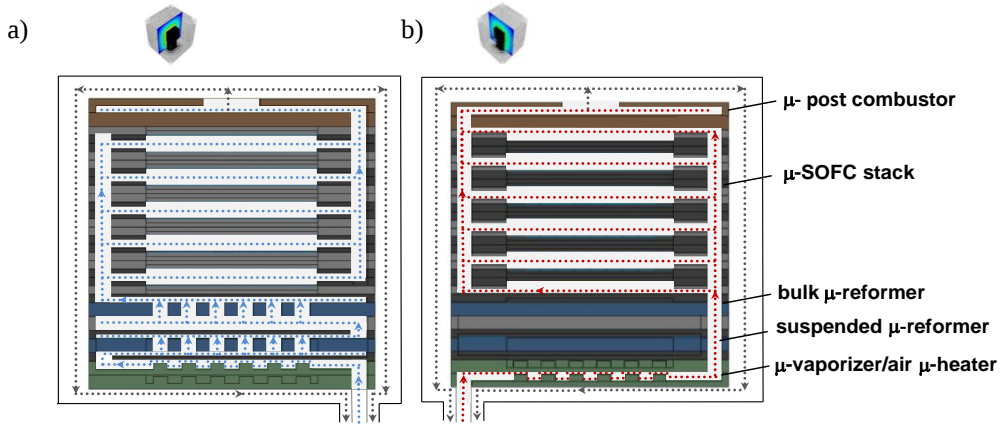 a)
b)
μ- post combustor
μ-SOFC stack
bulk μ-reformer
suspended μ-reformer
μ-vaporizer/air μ-heater